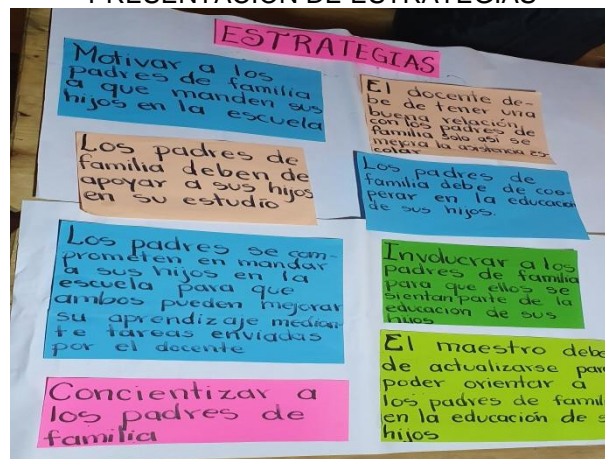 PRESENTACIÓN DE ESTRATEGIAS
ESTRATEGIAS
Motivar a los
padres de familia
a que manden sus
hijos en la escuela
El docente de-
be de tener una
buena relación de
con los padres de
familia solo así se
mejora la asistencia es-
colar
Los padres de
familia deben de
apoyar a sus hijos
en su estudio
Los padres de
familia debe de coo-
perar en la educación
de sus hijos.
Los padres se com-
prometen en mandar
a sus hijos en la
escuela para que
ambos pueden mejorar
su aprendizaje median-
te tareas enviadas
por el docente
Involucrar a los
padres de familia
para que ellos se
sientan parte de la
educación de sus
hijos
Concientizar a
los padres de
familia
El maestro debe
de actualizarse para
poder orientar a
los padres de famil
en la educación de s
hijos